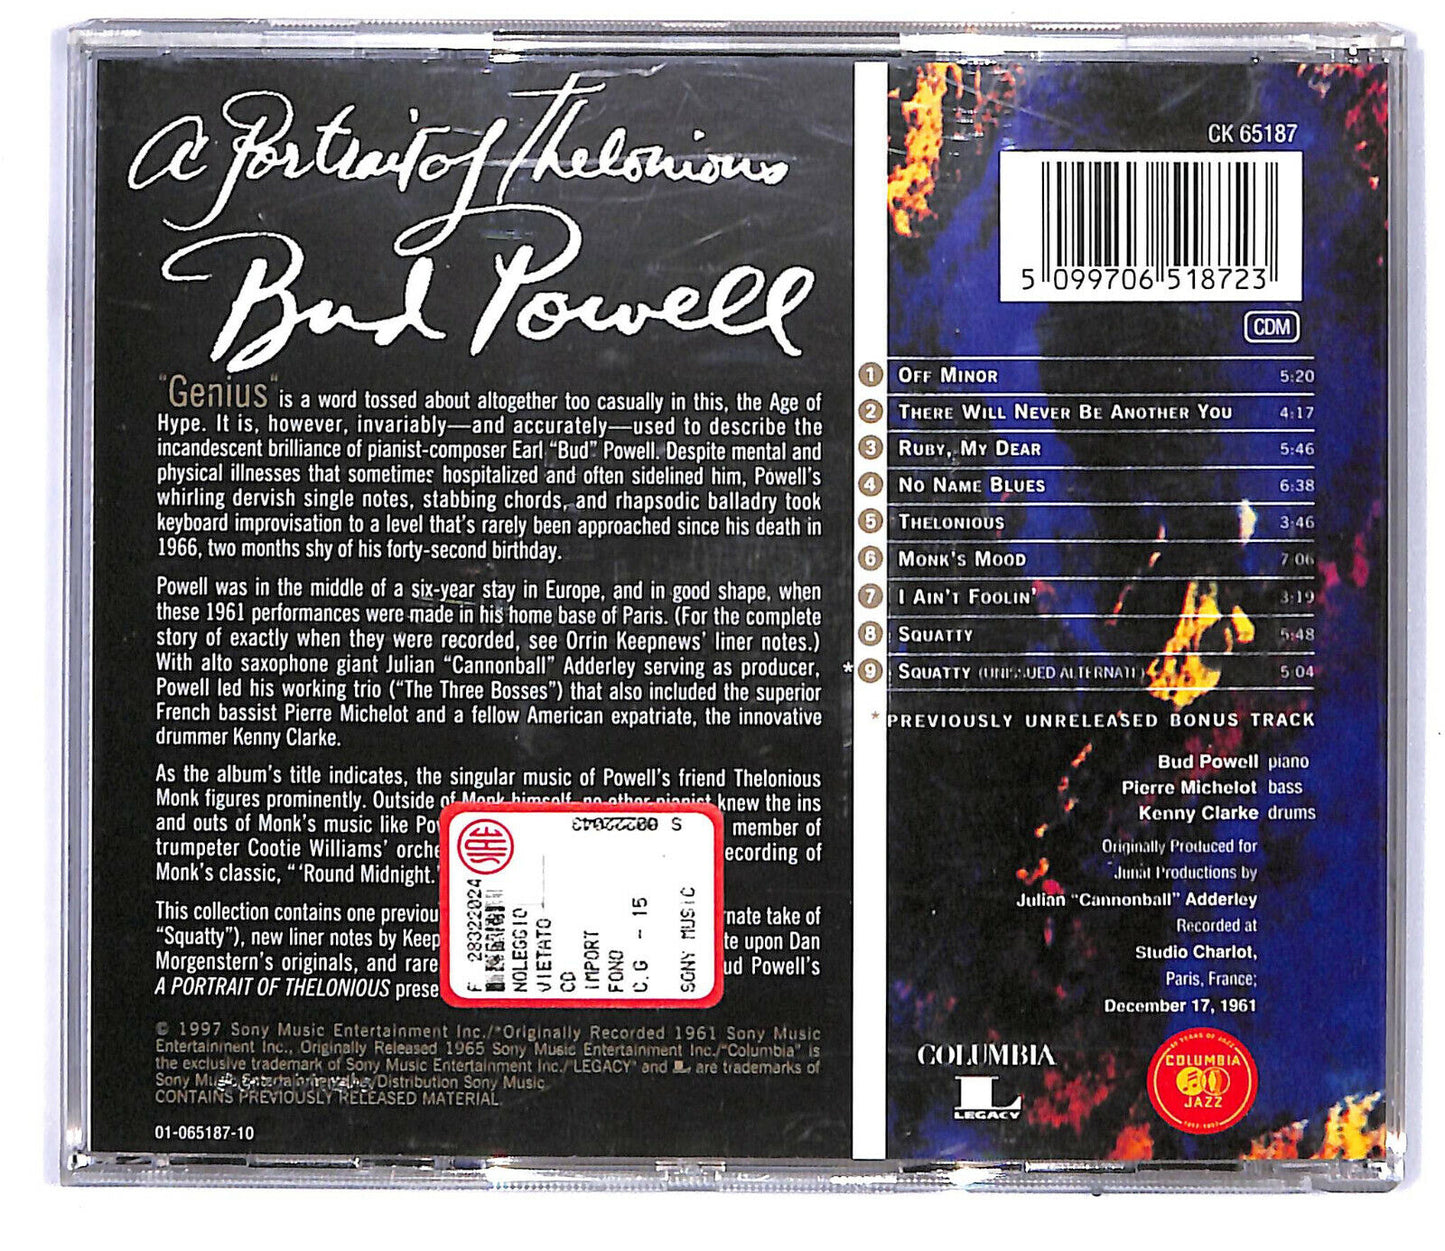 A Portrait of Thelonious
Bud Powell
"Genius" is a word tossed about altogether too casually in this, the Age of
Hype. It is, however, invariably—and accurately—used to describe the
incandescent brilliance of pianist-composer Earl "Bud" Powell. Despite mental and
physical illnesses that sometimes hospitalized and often sidelined him, Powell's
whirling dervish single notes, stabbing chords, and rhapsodic balladry took
keyboard improvisation to a level that's rarely been approached since his death in
1966, two months shy of his forty-second birthday.
Powell was in the middle of a six-year stay in Europe, and in good shape, when
these 1961 performances were made in his home base of Paris. (For the complete
story of exactly when they were recorded, see Orrin Keepnews' liner notes.)
With alto saxophone giant Julian "Cannonball" Adderley serving as producer,
Powell led his working trio ("The Three Bosses") that also included the superior
French bassist Pierre Michelot and a fellow American expatriate, the innovative
drummer Kenny Clarke.
As the album's title indicates, the singular music of Powell's friend Thelonious
Monk figures prominently. Outside of Monk himself, no other pianist knew the ins
and outs of Monk's music like Pow member of
trumpeter Cootie Williams' orche ecording of
Monk's classic, "'Round Midnight.'
This collection contains one previou rnate take of
"Squatty"), new liner notes by Keep te upon Dan
Morgenstern's originals, and rare ud Powell's
A PORTRAIT OF THELONIOUS prese
© 1997 Sony Music Entertainment Inc./*Originally Recorded 1961 Sony Music
Entertainment Inc., Originally Released 1965 Sony Music Entertainment Inc./"Columbia" is
the exclusive trademark of Sony Music Entertainment Inc./"LEGACY" and L are trademarks of
Sony Music Entertainment Inc./Distribution Sony Music
CONTAINS PREVIOUSLY RELEASED MATERIAL
01-065187-10
SIAE
S 00222643
F 28322024
NOLEGGIO
VIETATO
CD
IMPORT
FONO
C.G - 15
SONY MUSIC
CK 65187
5 099706 518723
CDM
1 OFF MINOR 5:20
2 THERE WILL NEVER BE ANOTHER YOU 4:17
3 RUBY, MY DEAR 5:46
4 NO NAME BLUES 6:38
5 THELONIOUS 3:46
6 MONK'S MOOD 7:06
7 I AIN'T FOOLIN' 3:19
8 SQUATTY 5:48
*9 SQUATTY (UNISSUED ALTERNATE) 5:04
*PREVIOUSLY UNRELEASED BONUS TRACK
Bud Powell piano
Pierre Michelot bass
Kenny Clarke drums
Originally Produced for
Junat Productions by
Julian "Cannonball" Adderley
Recorded at
Studio Charlot,
Paris, France;
December 17, 1961
COLUMBIA
L
LEGACY
COLUMBIA
JAZZ